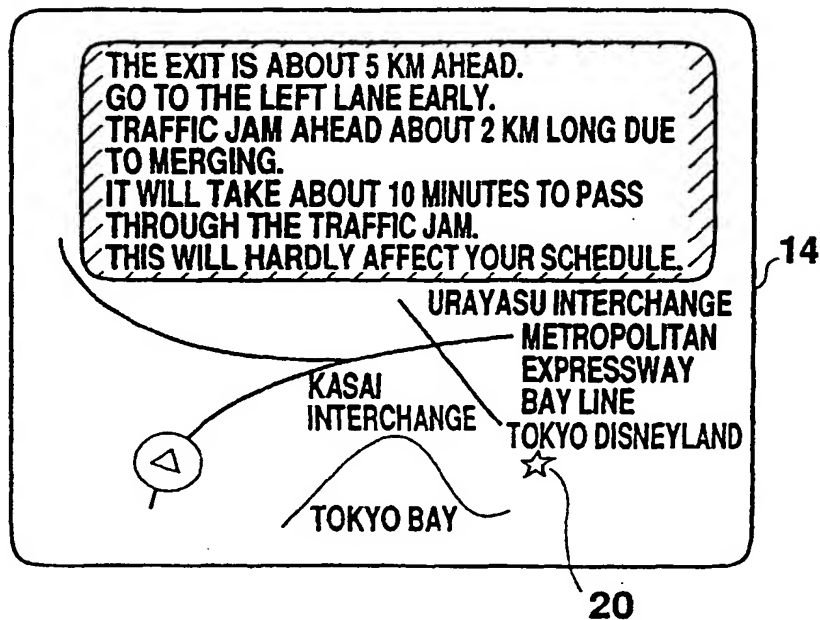 THE EXIT IS ABOUT 5 KM AHEAD.
GO TO THE LEFT LANE EARLY.
TRAFFIC JAM AHEAD ABOUT 2 KM LONG DUE
TO MERGING.
IT WILL TAKE ABOUT 10 MINUTES TO PASS
THROUGH THE TRAFFIC JAM.
THIS WILL HARDLY AFFECT YOUR SCHEDULE.
14
URAYASU INTERCHANGE
METROPOLITAN
EXPRESSWAY
BAY LINE
KASAI
INTERCHANGE
TOKYO DISNEYLAND
TOKYO BAY
20